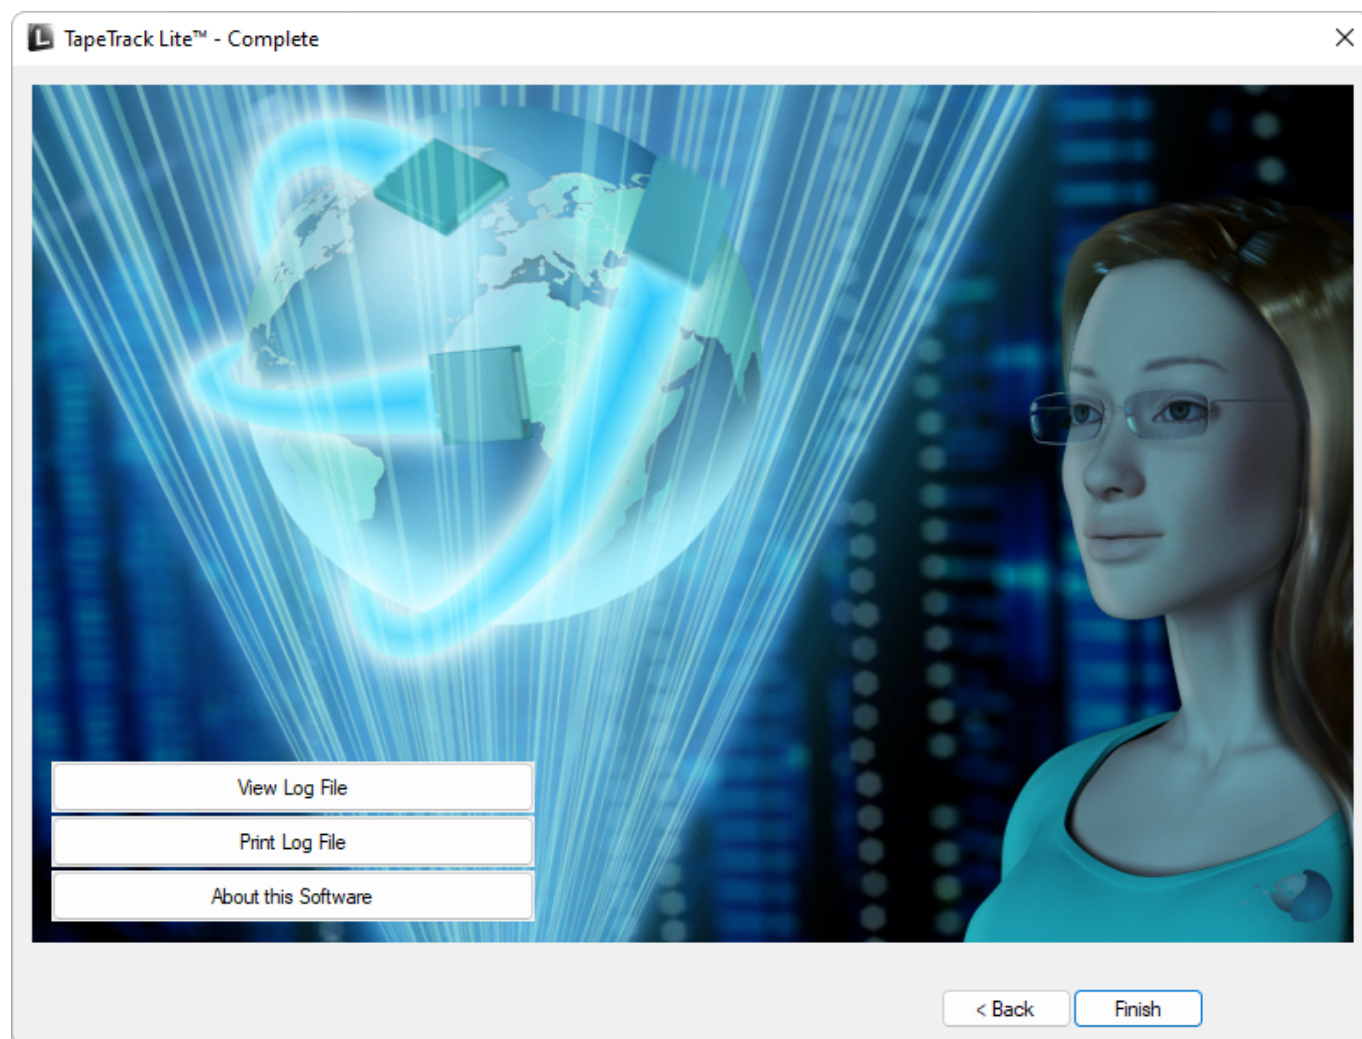 TapeTrack Lite™ - Complete
View Log File
Print Log File
About this Software
< Back
Finish